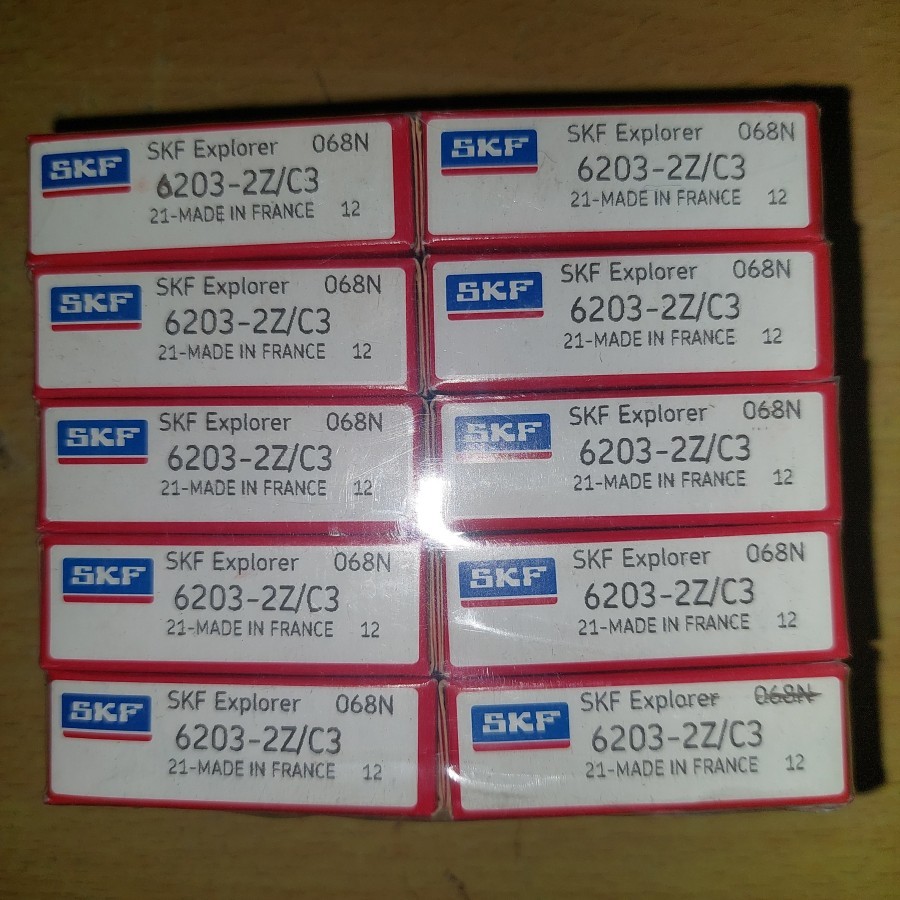 SKF SKF Explorer 068N
6203-2Z/C3
21-MADE IN FRANCE 12
SKF SKF Explorer 068N
6203-2Z/C3
21-MADE IN FRANCE 12
SKF SKF Explorer 068N
6203-2Z/C3
21-MADE IN FRANCE 12
SKF SKF Explorer 068N
6203-2Z/C3
21-MADE IN FRANCE 12
SKF SKF Explorer 068N
6203-2Z/C3
21-MADE IN FRANCE 12
SKF SKF Explorer 068N
6203-2Z/C3
21-MADE IN FRANCE 12
SKF SKF Explorer 068N
6203-2Z/C3
21-MADE IN FRANCE 12
SKF SKF Explorer 068N
6203-2Z/C3
21-MADE IN FRANCE 12
SKF SKF Explorer 068N
6203-2Z/C3
21-MADE IN FRANCE 12
SKF SKF Explorer 068N
6203-2Z/C3
21-MADE IN FRANCE 12